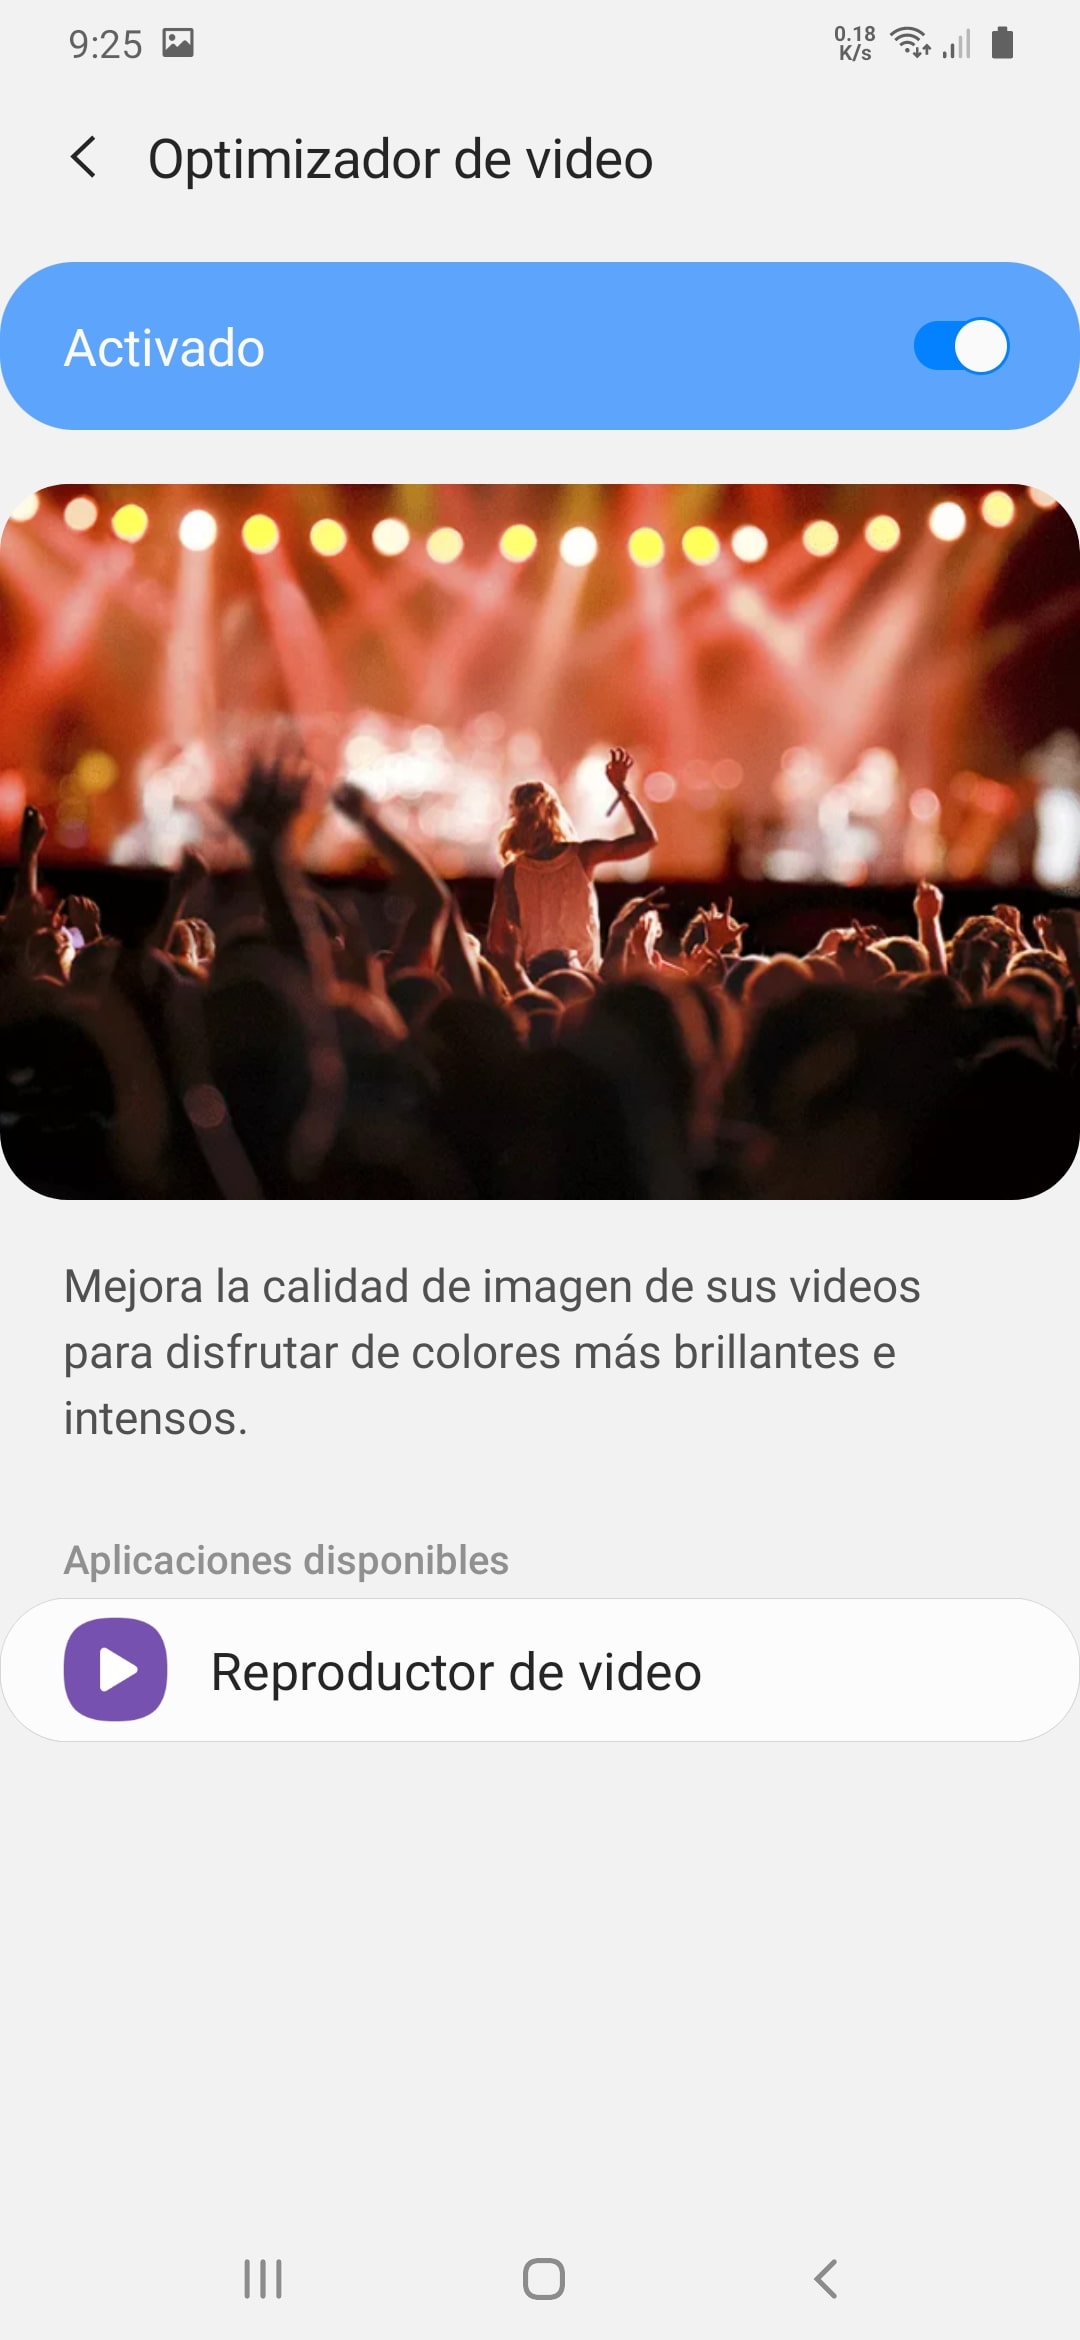 9:25
0.18
K/s
Optimizador de video
Activado
Mejora la calidad de imagen de sus videos
para disfrutar de colores más brillantes e
intensos.
Aplicaciones disponibles
Reproductor de video